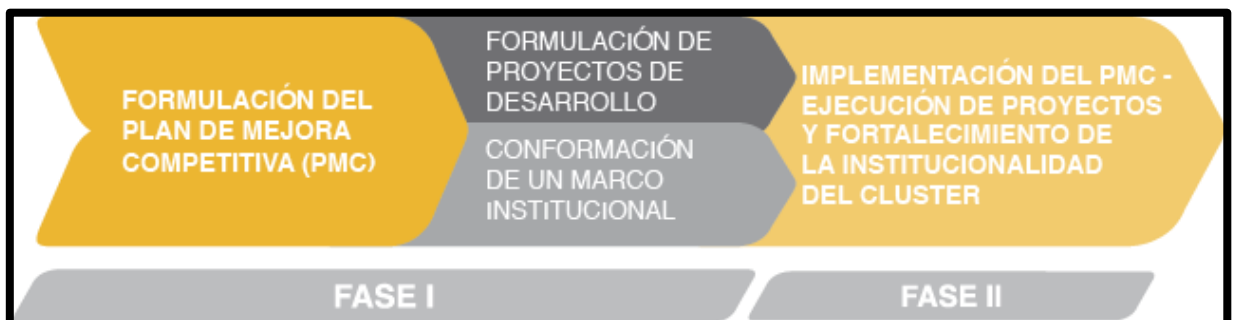 FORMULACIÓN DEL
PLAN DE MEJORA
COMPETITIVA (PMC)
FORMULACIÓN DE
PROYECTOS DE
DESARROLLO
CONFORMACIÓN
DE UN MARCO
INSTITUCIONAL
IMPLEMENTACIÓN DEL PMC -
EJECUCIÓN DE PROYECTOS
Y FORTALECIMIENTO DE
LA INSTITUCIONALIDAD
DEL CLUSTER
FASE I
FASE II